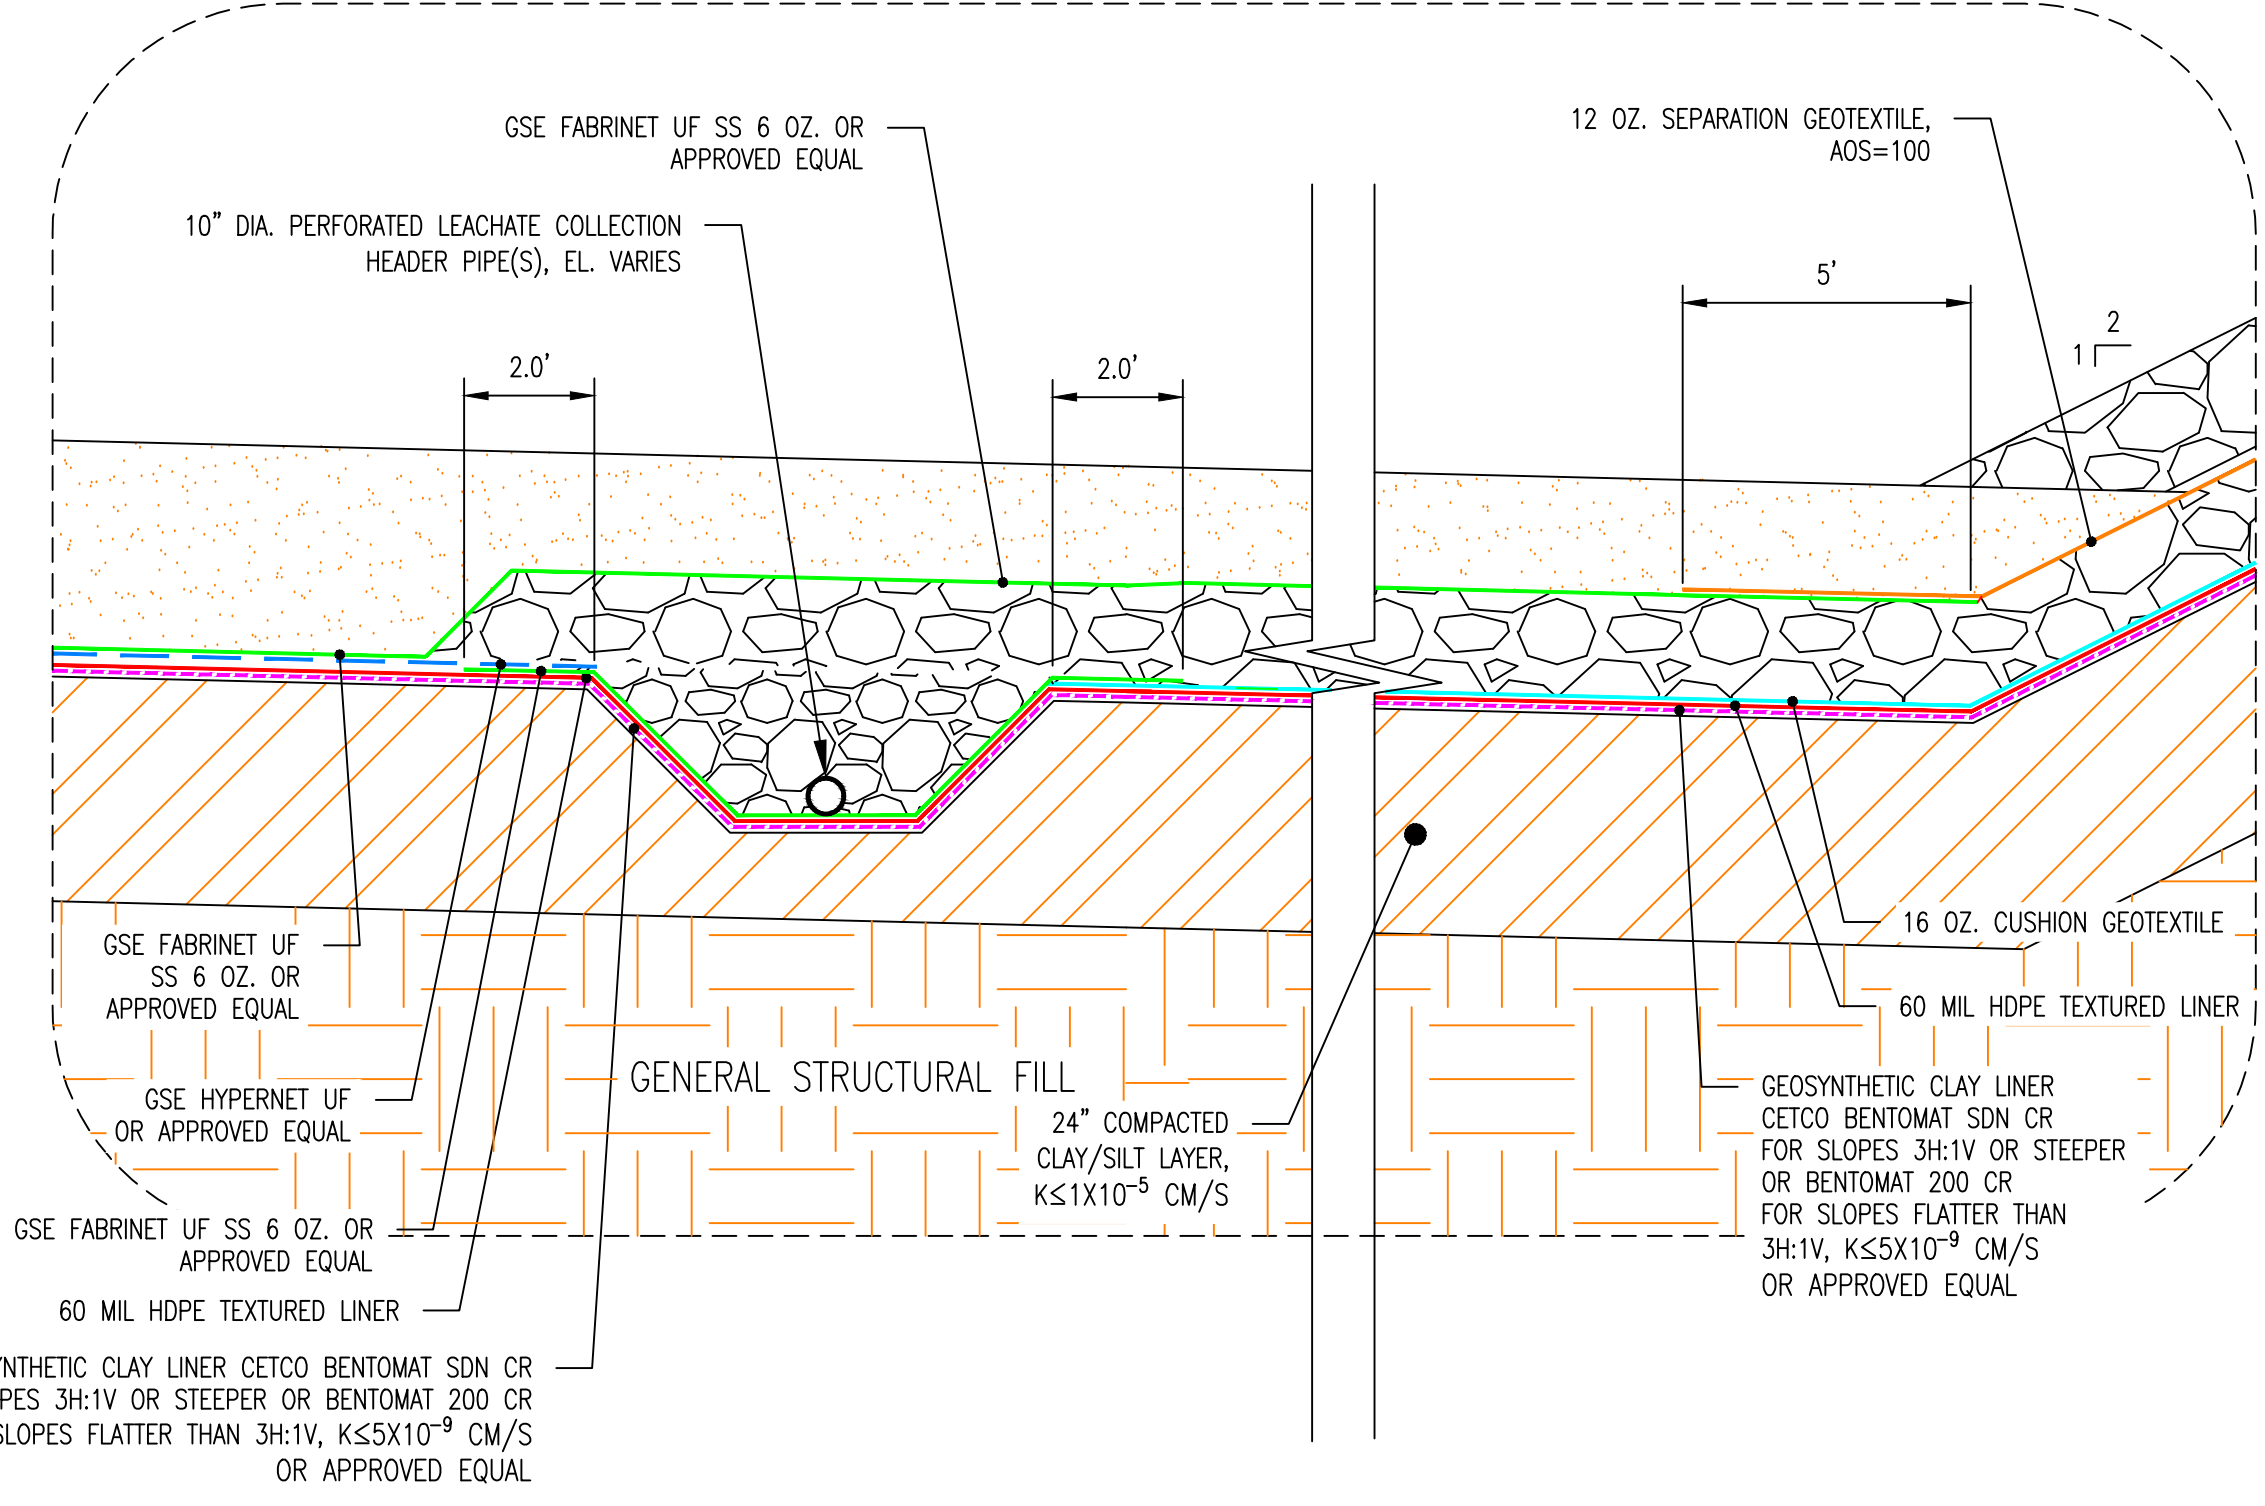 GSE FABRINET UF SS 6 OZ. OR
APPROVED EQUAL
12 OZ. SEPARATION GEOTEXTILE,
AOS=100
10" DIA. PERFORATED LEACHATE COLLECTION
HEADER PIPE(S), EL. VARIES
5'
2
1
2.0'
2.0'
GSE FABRINET UF
SS 6 OZ. OR
APPROVED EQUAL
16 OZ. CUSHION GEOTEXTILE
60 MIL HDPE TEXTURED LINER
GENERAL STRUCTURAL FILL
GSE HYPERNET UF
OR APPROVED EQUAL
24" COMPACTED
CLAY/SILT LAYER,
K≤1X10⁻⁵ CM/S
GEOSYNTHETIC CLAY LINER
CETCO BENTOMAT SDN CR
FOR SLOPES 3H:1V OR STEEPER
OR BENTOMAT 200 CR
FOR SLOPES FLATTER THAN
3H:1V, K≤5X10⁻⁹ CM/S
OR APPROVED EQUAL
GSE FABRINET UF SS 6 OZ. OR
APPROVED EQUAL
60 MIL HDPE TEXTURED LINER
YNTHETIC CLAY LINER CETCO BENTOMAT SDN CR
PES 3H:1V OR STEEPER OR BENTOMAT 200 CR
SLOPES FLATTER THAN 3H:1V, K≤5X10⁻⁹ CM/S
OR APPROVED EQUAL